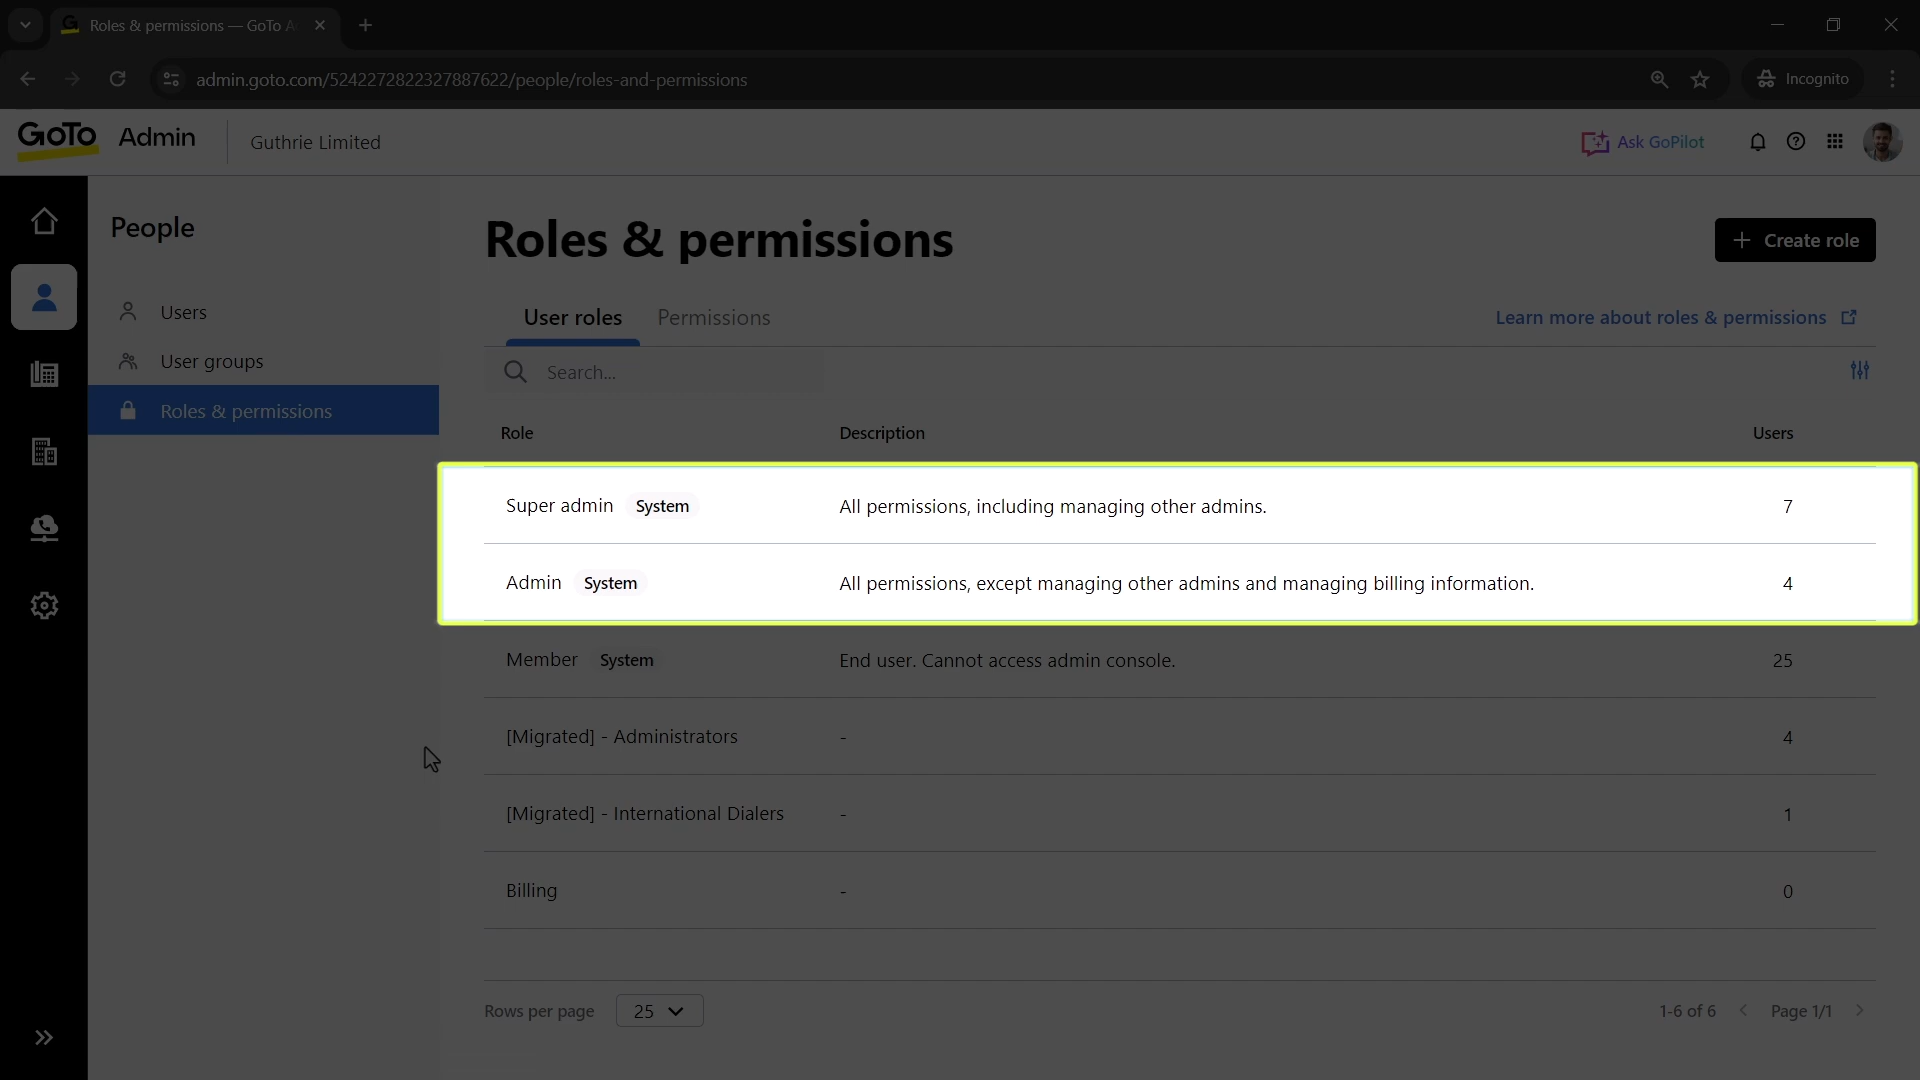 Roles & permissions — GoTo A
admin.goto.com/5242272822327887622/people/roles-and-permissions
Incognito
GoTo Admin
Guthrie Limited
Ask GoPilot
People
Users
User groups
Roles & permissions
Roles & permissions
+ Create role
User roles
Permissions
Learn more about roles & permissions
Search...
Role Description Users
Super admin System All permissions, including managing other admins. 7
Admin System All permissions, except managing other admins and managing billing information. 4
Member System End user. Cannot access admin console. 25
[Migrated] - Administrators - 4
[Migrated] - International Dialers - 1
Billing - 0
Rows per page 25
1-6 of 6 Page 1/1